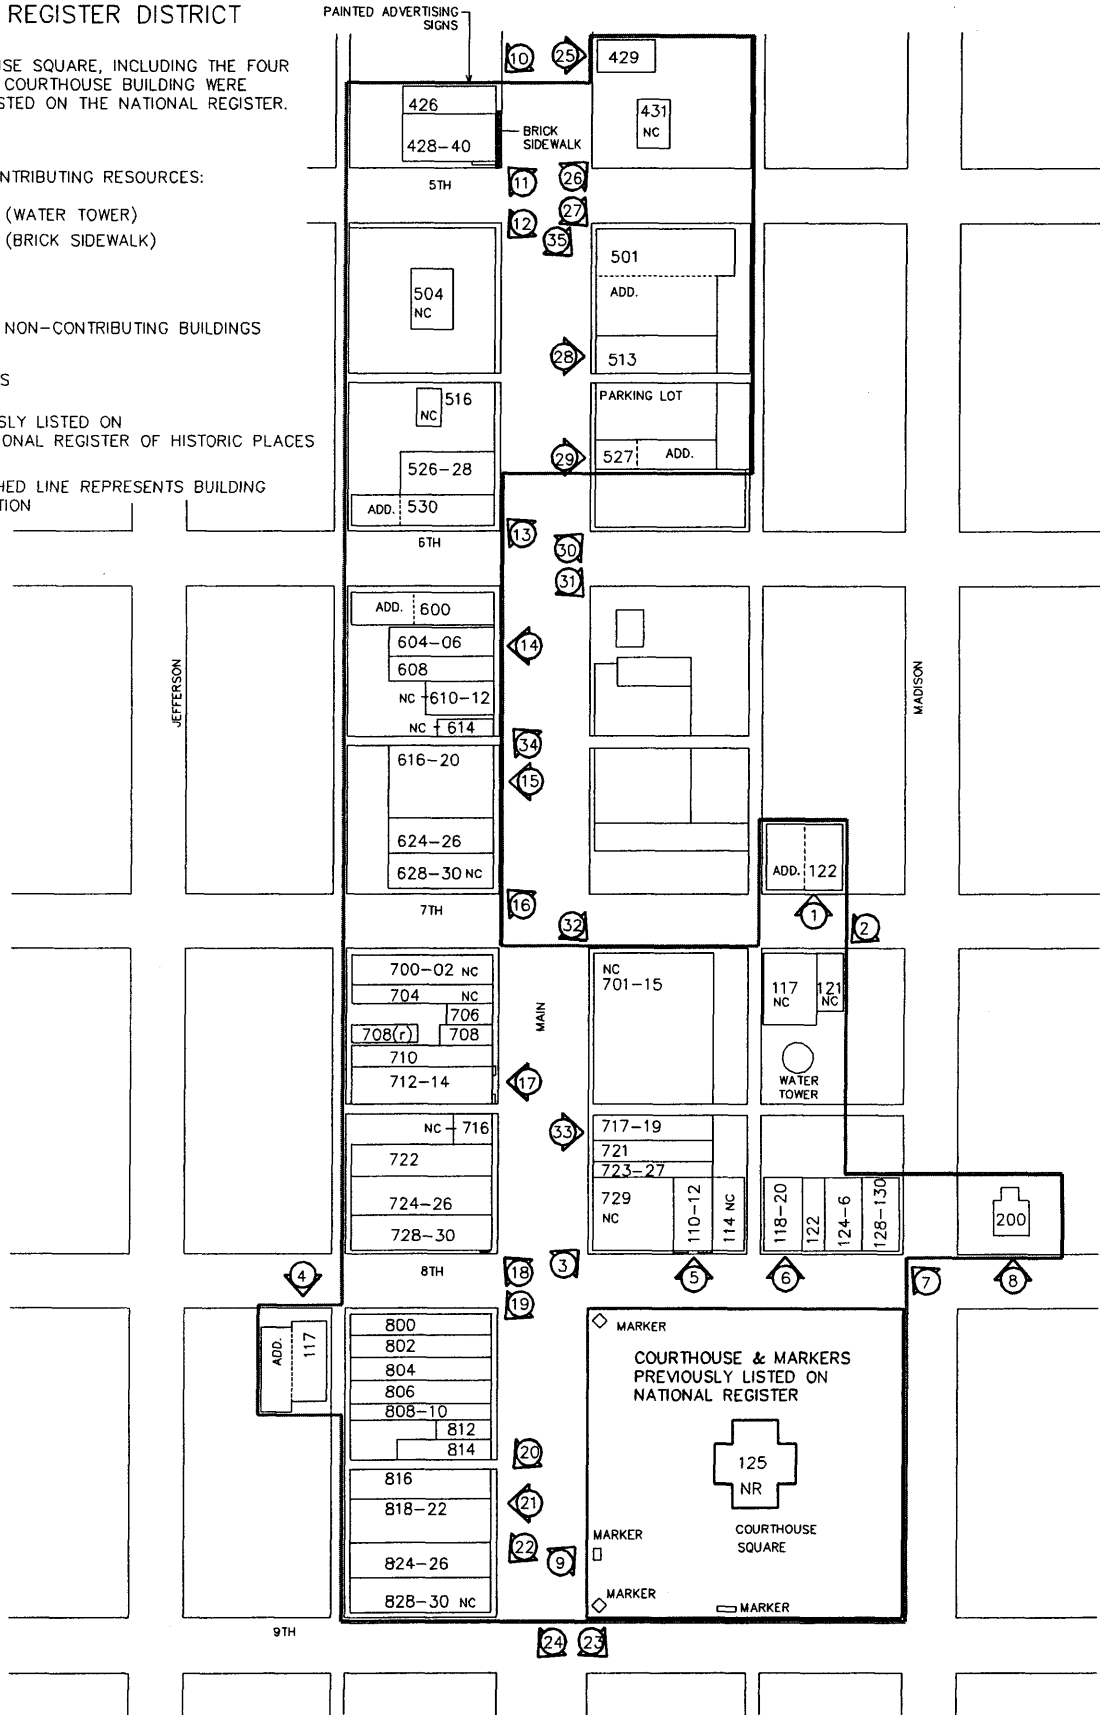 REGISTER DISTRICT
PAINTED ADVERTISING
SIGNS
SE SQUARE, INCLUDING THE FOUR
COURTHOUSE BUILDING WERE
STED ON THE NATIONAL REGISTER.
NTRIBUTING RESOURCES:
(WATER TOWER)
(BRICK SIDEWALK)
NON-CONTRIBUTING BUILDINGS
S
SLY LISTED ON
ONAL REGISTER OF HISTORIC PLACES
HED LINE REPRESENTS BUILDING
TION
10
25
429
426
431
NC
BRICK
SIDEWALK
428-40
5TH
11
26
12
27
35
501
ADD.
504
NC
28
513
516
NC
PARKING LOT
526-28
29
527
ADD.
ADD.
530
6TH
13
30
31
ADD.
600
604-06
14
608
NC
610-12
NC
614
JEFFERSON
MADISON
34
616-20
15
624-26
ADD.
122
628-30 NC
7TH
16
32
1
2
700-02 NC
NC
701-15
704
NC
117
NC
121
NC
706
MAIN
708(r)
708
710
WATER
TOWER
712-14
17
NC
716
33
717-19
721
722
723-27
724-26
729
NC
110-12
114 NC
118-20
122
124-6
128-130
200
728-30
8TH
4
18
3
5
6
7
8
19
ADD.
117
800
802
804
806
808-10
812
814
MARKER
COURTHOUSE & MARKERS
PREVIOUSLY LISTED ON
NATIONAL REGISTER
20
125
NR
816
818-22
21
COURTHOUSE
SQUARE
MARKER
22
9
824-26
828-30 NC
MARKER
MARKER
9TH
24
23